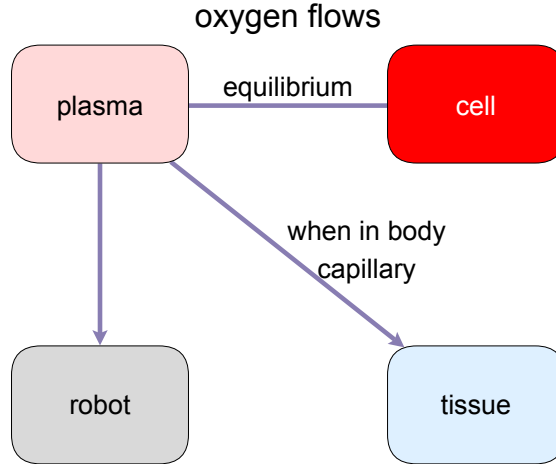 oxygen flows
plasma
equilibrium
cell
when in body
capillary
robot
tissue